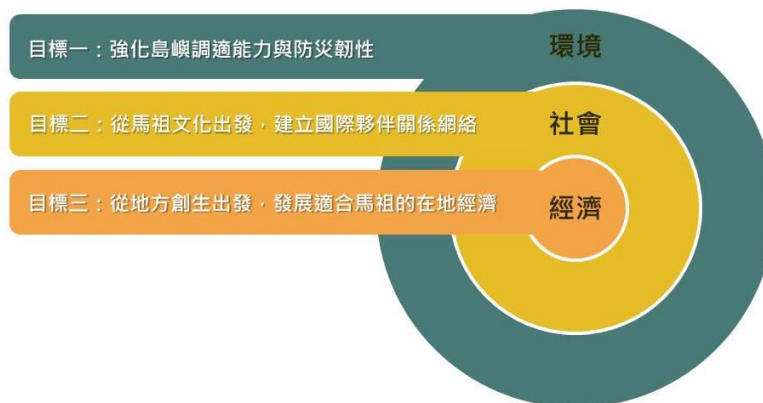 目標一：強化島嶼調適能力與防災韌性
環境
目標二：從馬祖文化出發，建立國際夥伴關係網絡
社會
目標三：從地方創生出發，發展適合馬祖的在地經濟
經濟